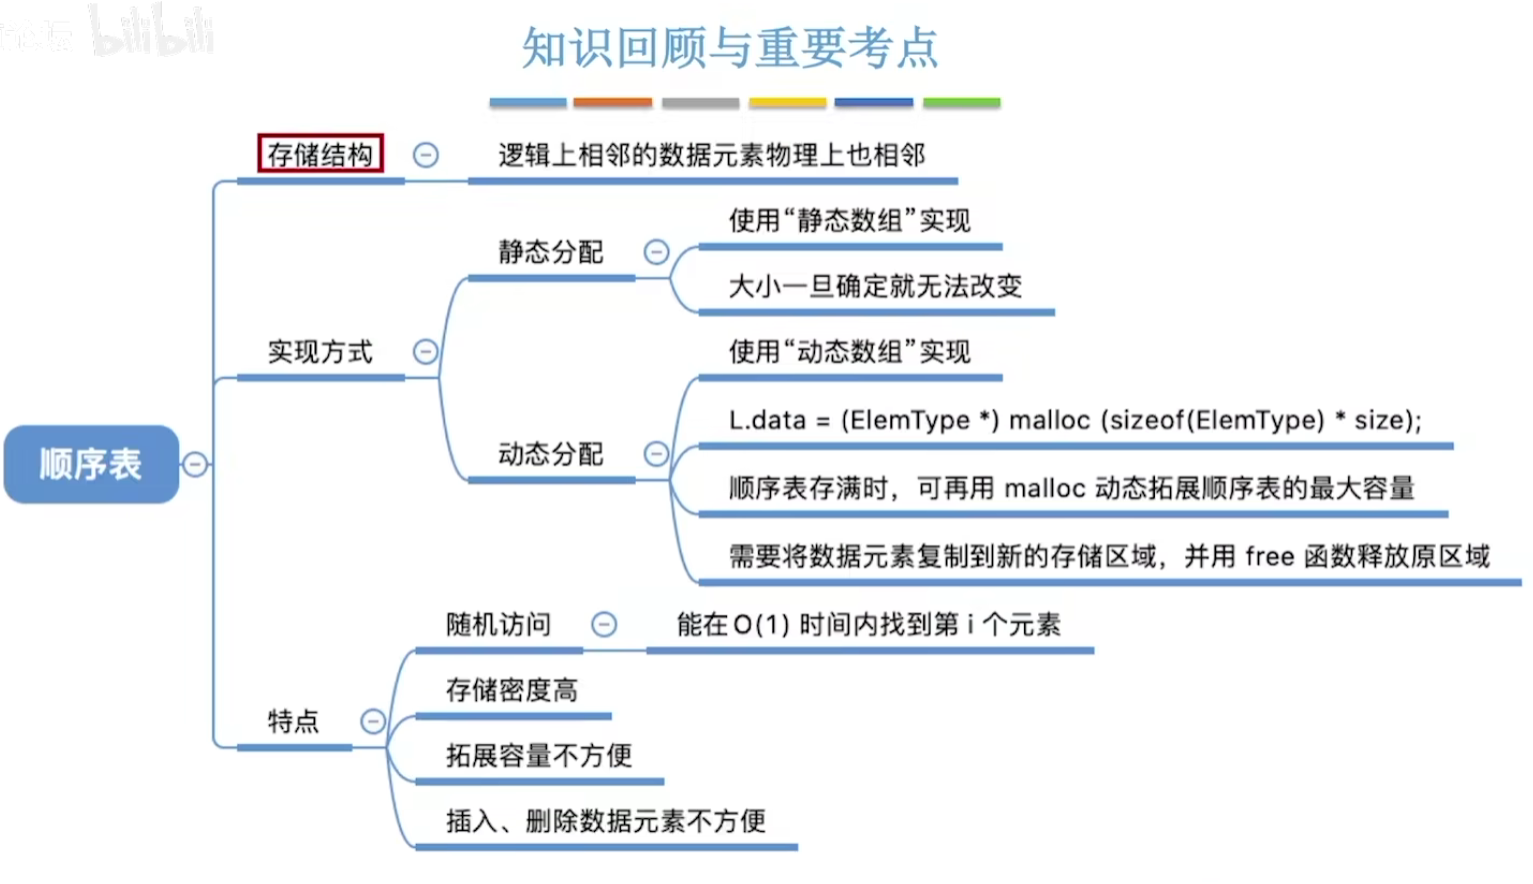 bilibili
知识回顾与重要考点
存储结构
逻辑上相邻的数据元素物理上也相邻
静态分配
使用“静态数组”实现
大小一旦确定就无法改变
实现方式
动态分配
使用“动态数组”实现
L.data = (ElemType *) malloc (sizeof(ElemType) * size);
顺序表存满时，可再用 malloc 动态拓展顺序表的最大容量
需要将数据元素复制到新的存储区域，并用 free 函数释放原区域
顺序表
随机访问
能在O(1) 时间内找到第 i 个元素
存储密度高
特点
拓展容量不方便
插入、删除数据元素不方便